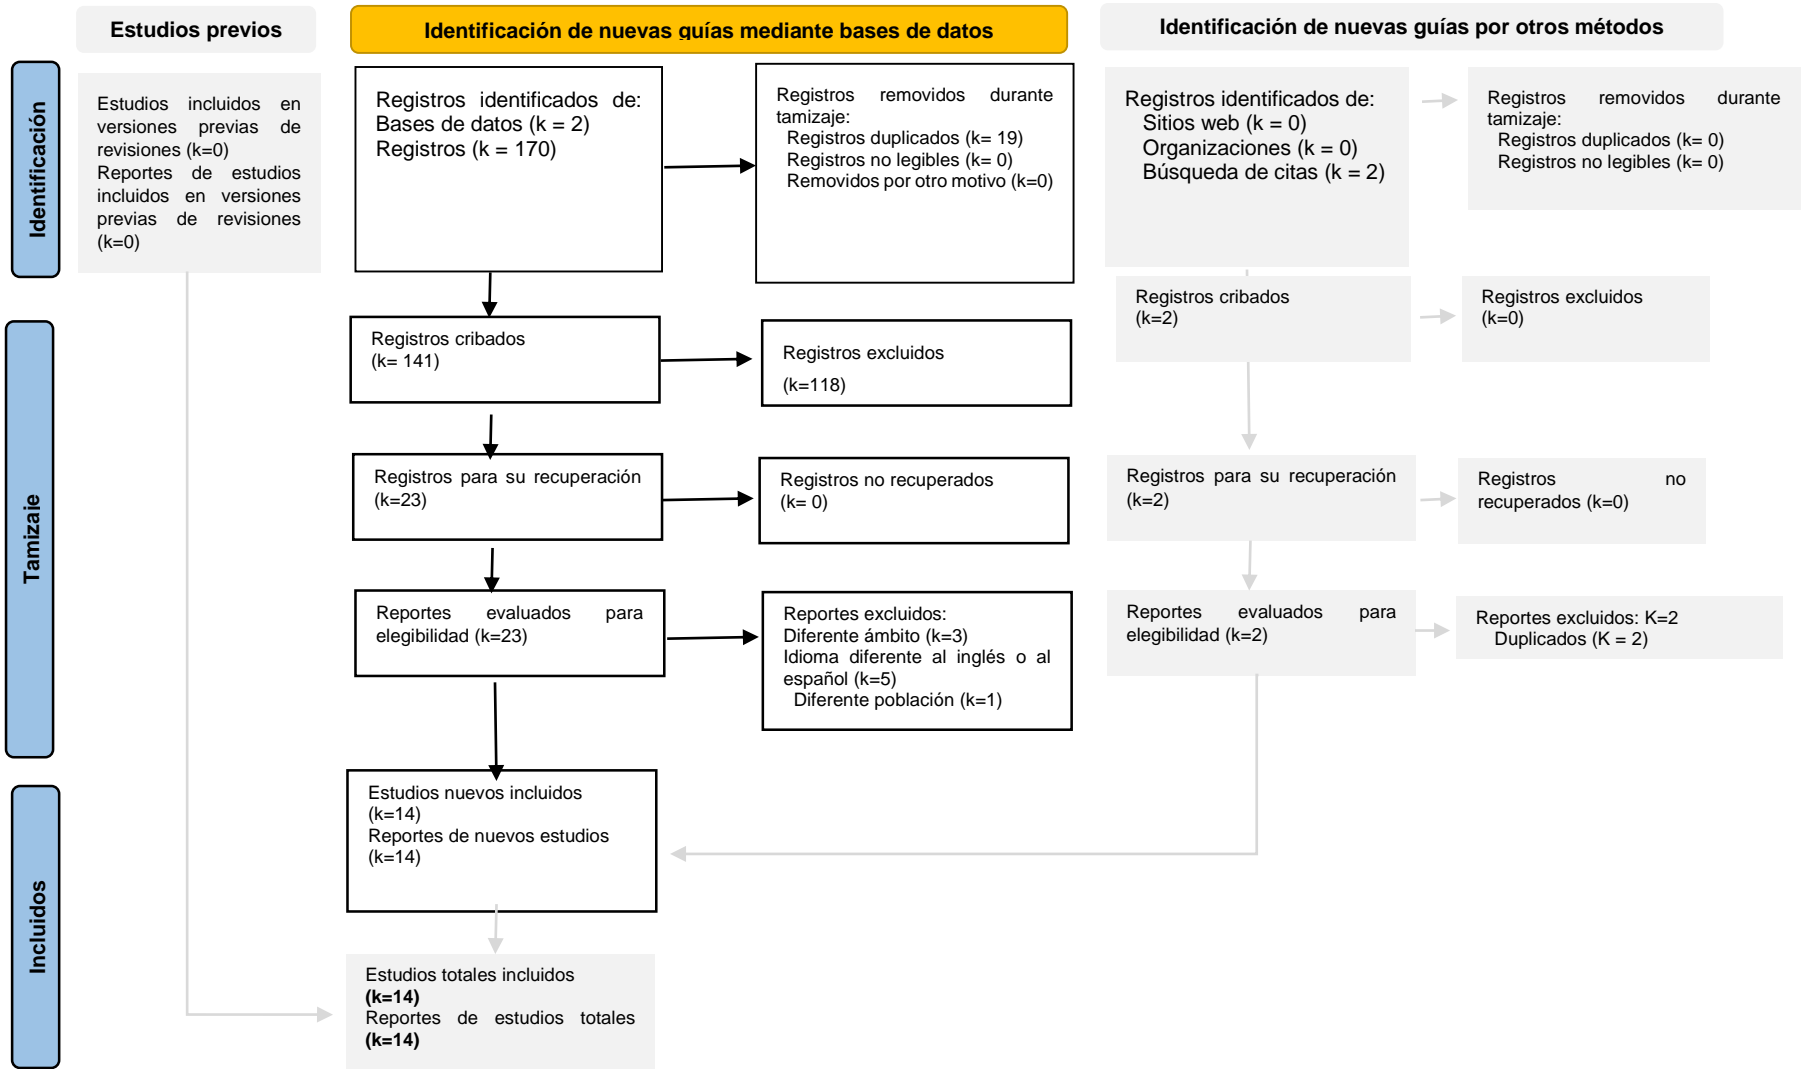 Estudios previos
Identificación de nuevas guías mediante bases de datos
Identificación de nuevas guías por otros métodos
Identificación
Estudios incluidos en
versiones previas de
revisiones (k=0)
Reportes de estudios
incluidos en versiones
previas de revisiones
(k=0)
Registros identificados de:
Bases de datos (k = 2)
Registros (k = 170)
Registros removidos durante
tamizaje:
Registros duplicados (k= 19)
Registros no legibles (k= 0)
Removidos por otro motivo (k=0)
Registros identificados de:
Sitios web (k = 0)
Organizaciones (k = 0)
Búsqueda de citas (k = 2)
Registros removidos durante
tamizaje:
Registros duplicados (k= 0)
Registros no legibles (k= 0)
Tamizaje
Registros cribados
(k= 141)
Registros excluidos
(k=118)
Registros cribados
(k=2)
Registros excluidos
(k=0)
Registros para su recuperación
(k=23)
Registros no recuperados
(k= 0)
Registros para su recuperación
(k=2)
Registros no
recuperados (k=0)
Reportes evaluados para
elegibilidad (k=23)
Reportes excluidos:
Diferente ámbito (k=3)
Idioma diferente al inglés o al
español (k=5)
Diferente población (k=1)
Reportes evaluados para
elegibilidad (k=2)
Reportes excluidos: K=2
Duplicados (K = 2)
Incluidos
Estudios nuevos incluidos
(k=14)
Reportes de nuevos estudios
(k=14)
Estudios totales incluidos
(k=14)
Reportes de estudios totales
(k=14)